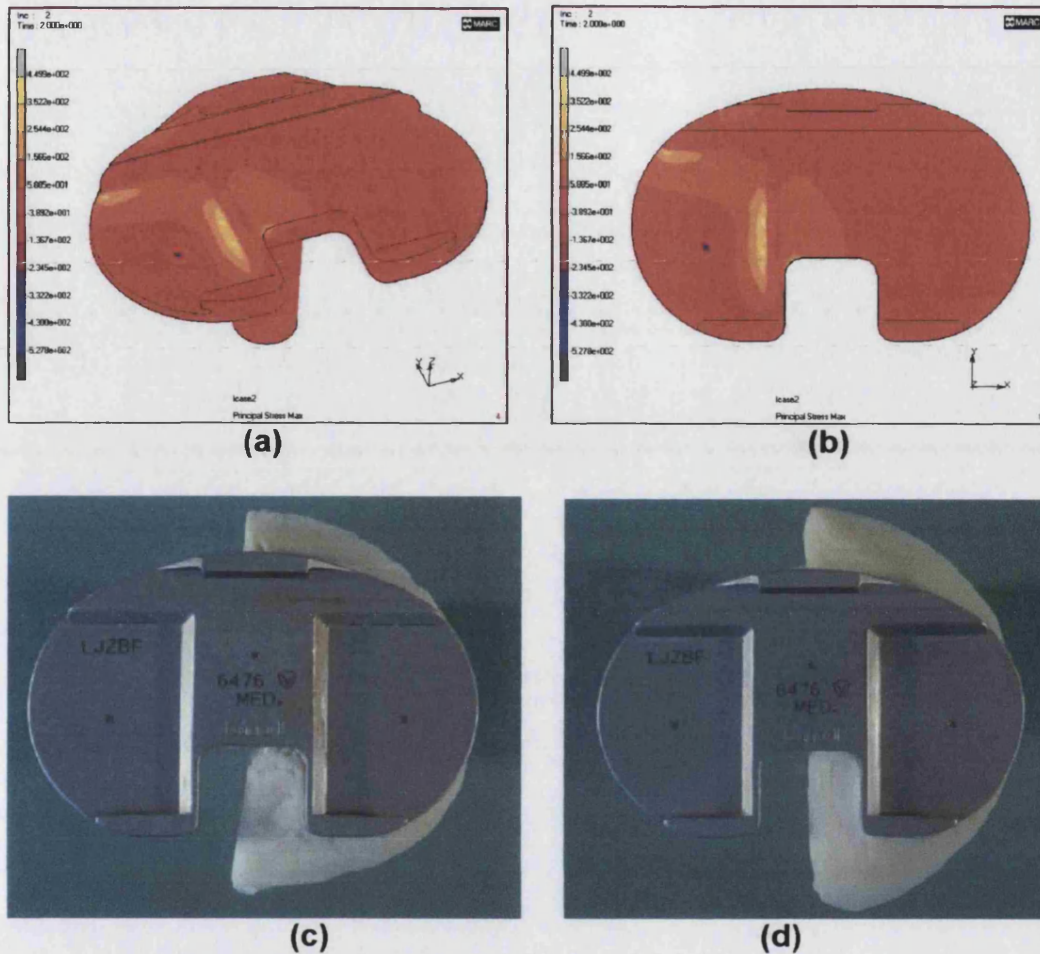 Inc : 2
Time : 2.000e+000
MARC
4.499e+002
3.522e+002
2.544e+002
1.566e+002
5.885e+001
-3.892e+001
-1.367e+002
-2.345e+002
-3.322e+002
-4.300e+002
-5.278e+002
Y Z X
lcase2
Principal Stress Max
4
(a)
Inc : 2
Time : 2.000e+000
MARC
4.499e+002
3.522e+002
2.544e+002
1.566e+002
5.885e+001
-3.892e+001
-1.367e+002
-2.345e+002
-3.322e+002
-4.300e+002
-5.278e+002
Y
Z X
lcase2
Principal Stress Max
(b)
LJZBF
6476
MED.
(c)
LJZBF
6476
MED.
(d)